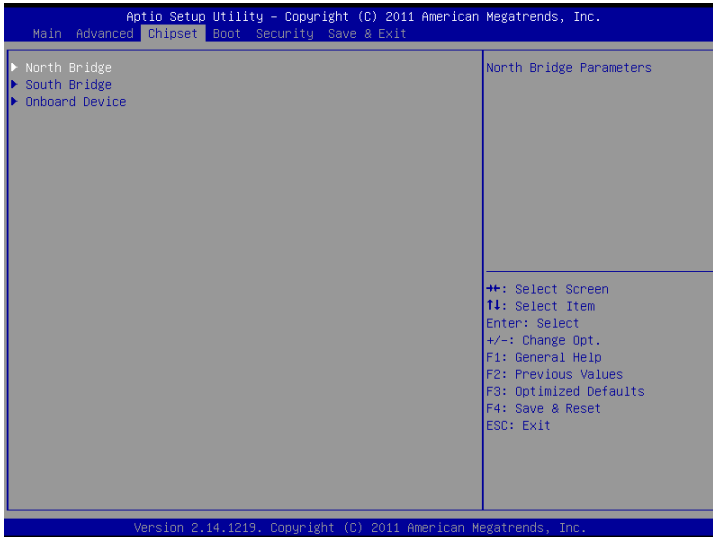 Aptio Setup Utility – Copyright (C) 2011 American Megatrends, Inc.
Main Advanced Chipset Boot Security Save & Exit
▶ North Bridge
▶ South Bridge
▶ Onboard Device
North Bridge Parameters
→←: Select Screen
↑↓: Select Item
Enter: Select
+/-: Change Opt.
F1: General Help
F2: Previous Values
F3: Optimized Defaults
F4: Save & Reset
ESC: Exit
Version 2.14.1219. Copyright (C) 2011 American Megatrends, Inc.